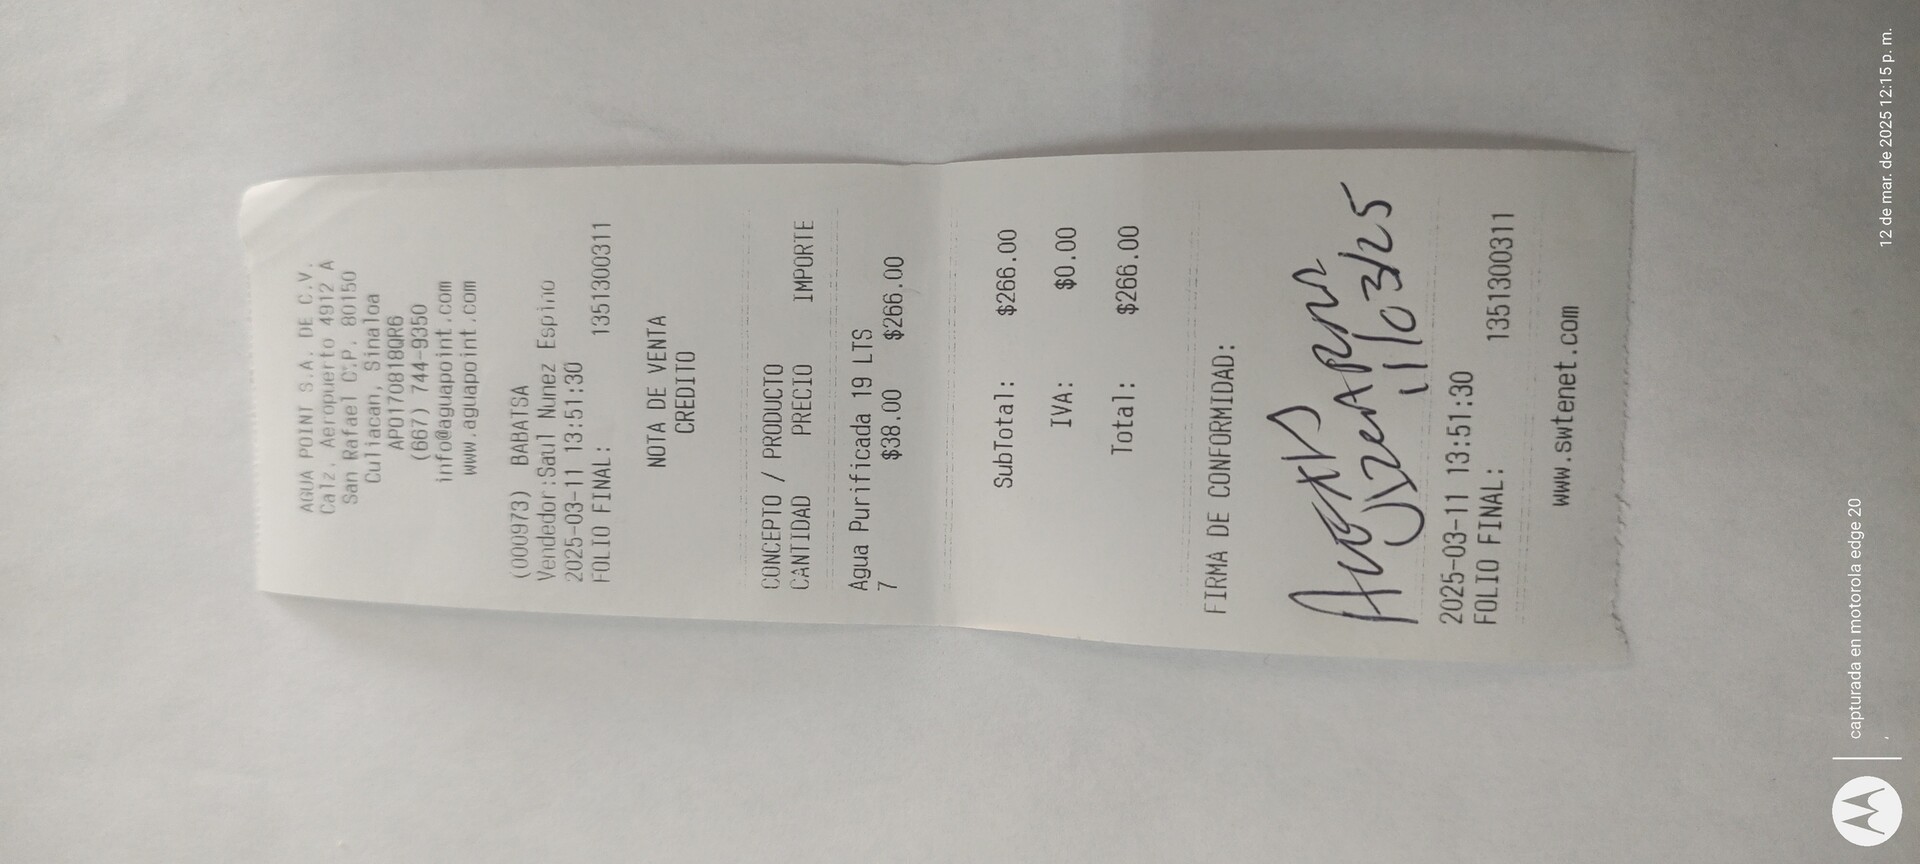 AGUA POINT S.A. DE C.V.
Calz. Aeropuerto 4912 A
San Rafael C.P. 80150
Culiacan, Sinaloa
APO170818QR6
(667) 744-9350
info@aguapoint.com
www.aguapoint.com
(000973) BABATSA
Vendedor:Saul Nunez Espino
2025-03-11 13:51:30
FOLIO FINAL: 1351300311
NOTA DE VENTA
CREDITO
CONCEPTO / PRODUCTO
CANTIDAD PRECIO IMPORTE
Agua Purificada 19 LTS
7 $38.00 $266.00
SubTotal: $266.00
IVA: $0.00
Total: $266.00
FIRMA DE CONFORMIDAD:
11/03/25
2025-03-11 13:51:30
FOLIO FINAL: 1351300311
www.swtenet.com
capturada en motorola edge 20
12 de mar. de 2025 12:15 p. m.